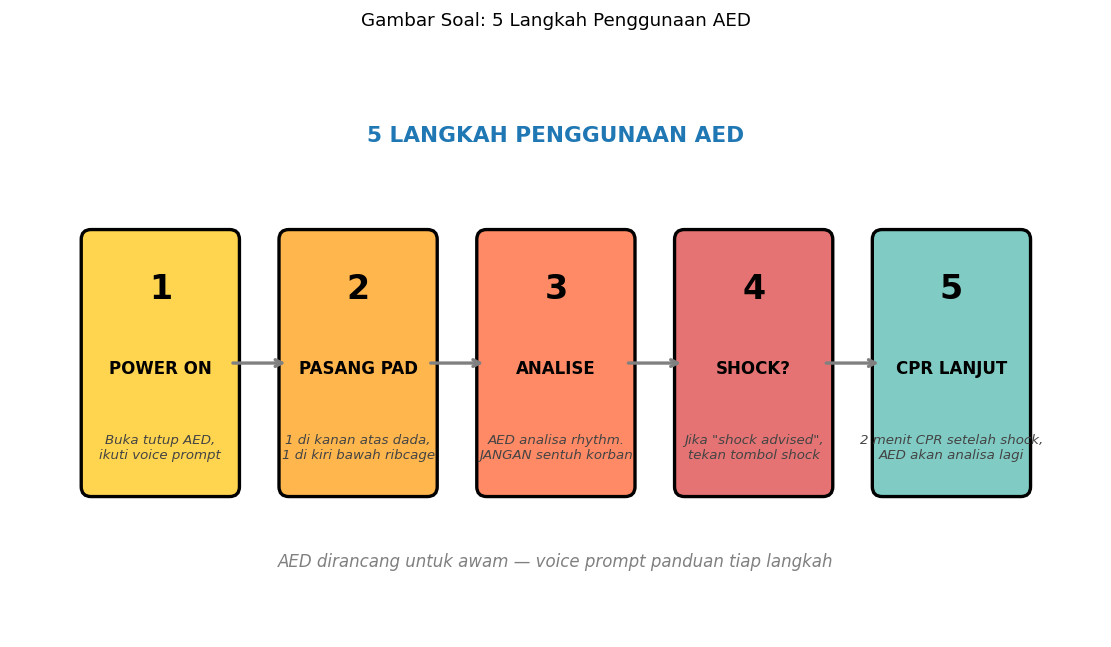 Gambar Soal: 5 Langkah Penggunaan AED
5 LANGKAH PENGGUNAAN AED
1
POWER ON
Buka tutup AED,
ikuti voice prompt
2
PASANG PAD
1 di kanan atas dada,
1 di kiri bawah ribcage
3
ANALISE
AED analisa rhythm.
JANGAN sentuh korban
4
SHOCK?
Jika "shock advised",
tekan tombol shock
5
CPR LANJUT
2 menit CPR setelah shock,
AED akan analisa lagi
AED dirancang untuk awam — voice prompt panduan tiap langkah